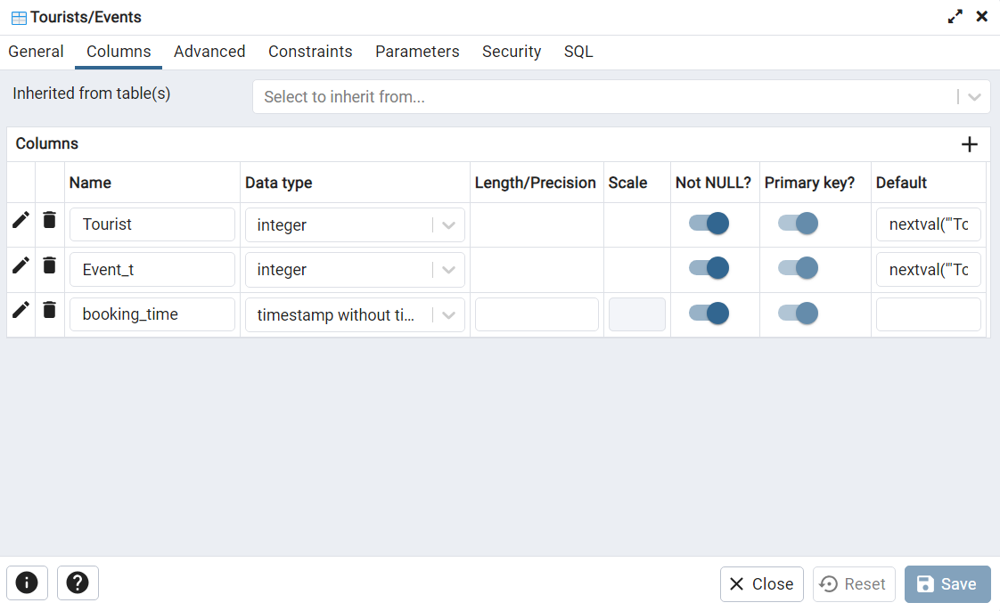 Tourists/Events
General Columns Advanced Constraints Parameters Security SQL
Inherited from table(s) Select to inherit from...
Columns
Name Data type Length/Precision Scale Not NULL? Primary key? Default
Tourist integer nextval('"To
Event_t integer nextval('"To
booking_time timestamp without ti...
Close Reset Save